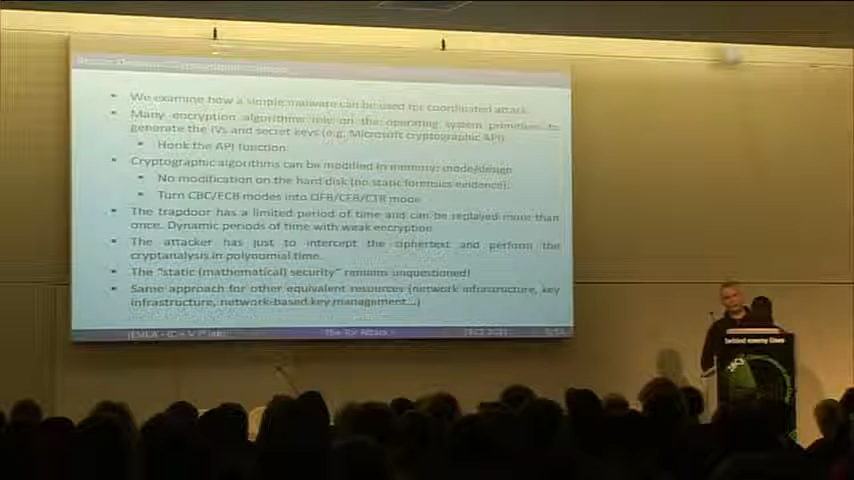 We examine how a simple malware can be used for coordinated attack.
Many encryption algorithms rely on the operating system primitives to
generate the IVs and secret keys (e.g. Microsoft cryptographic API)
Hook the API function.
Cryptographic algorithms can be modified in memory: mode/design
No modification on the hard disk (no static forensics evidence).
Turn CBC/ECB modes into OFB/CFB/CTR mode
The trapdoor has a limited period of time and can be replayed more than
once. Dynamic periods of time with weak encryption
The attacker has just to intercept the ciphertext and perform the
cryptanalysis in polynomial time.
The "static (mathematical) security" remains unquestioned!
Same approach for other equivalent resources (network infrastructure, key
infrastructure, network-based key management...)
The Tor Attack
behind enemy lines